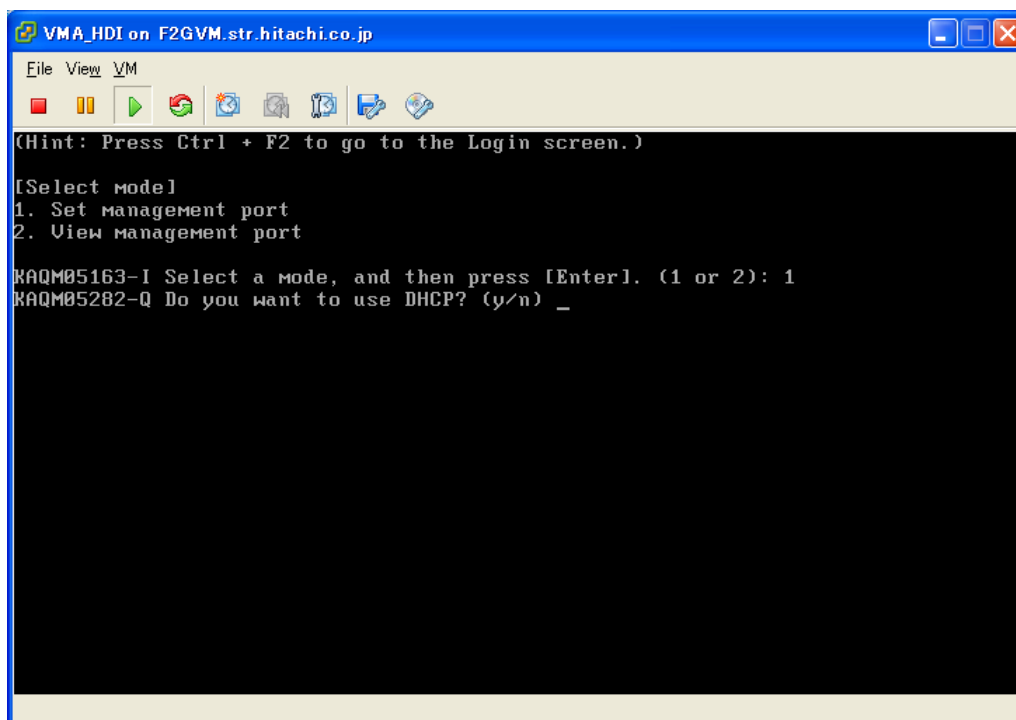 VMA_HDI on F2GVM.str.hitachi.co.jp
File View VM
(Hint: Press Ctrl + F2 to go to the Login screen.)
[Select mode]
1. Set management port
2. View management port
KAQM05163-I Select a mode, and then press [Enter]. (1 or 2): 1
KAQM05282-Q Do you want to use DHCP? (y/n) _